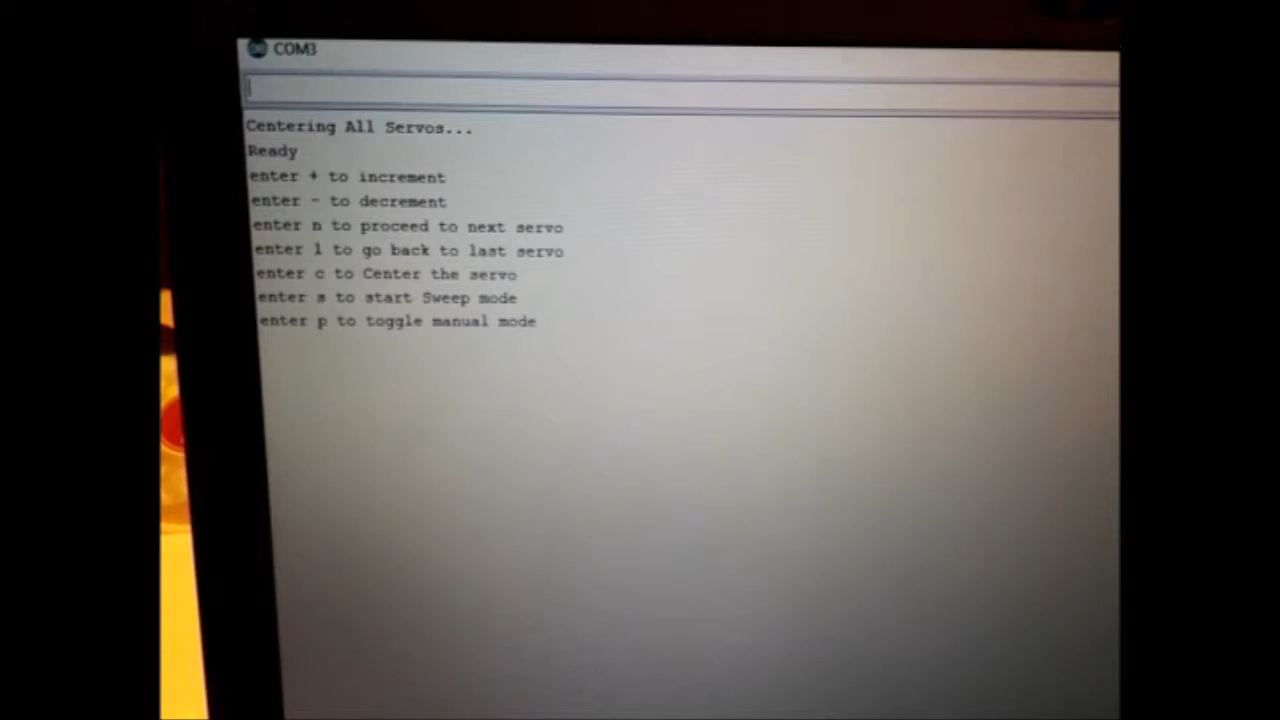 COM3
Centering All Servos...
Ready
enter + to increment
enter - to decrement
enter n to proceed to next servo
enter l to go back to last servo
enter c to Center the servo
enter s to start Sweep mode
enter p to toggle manual mode